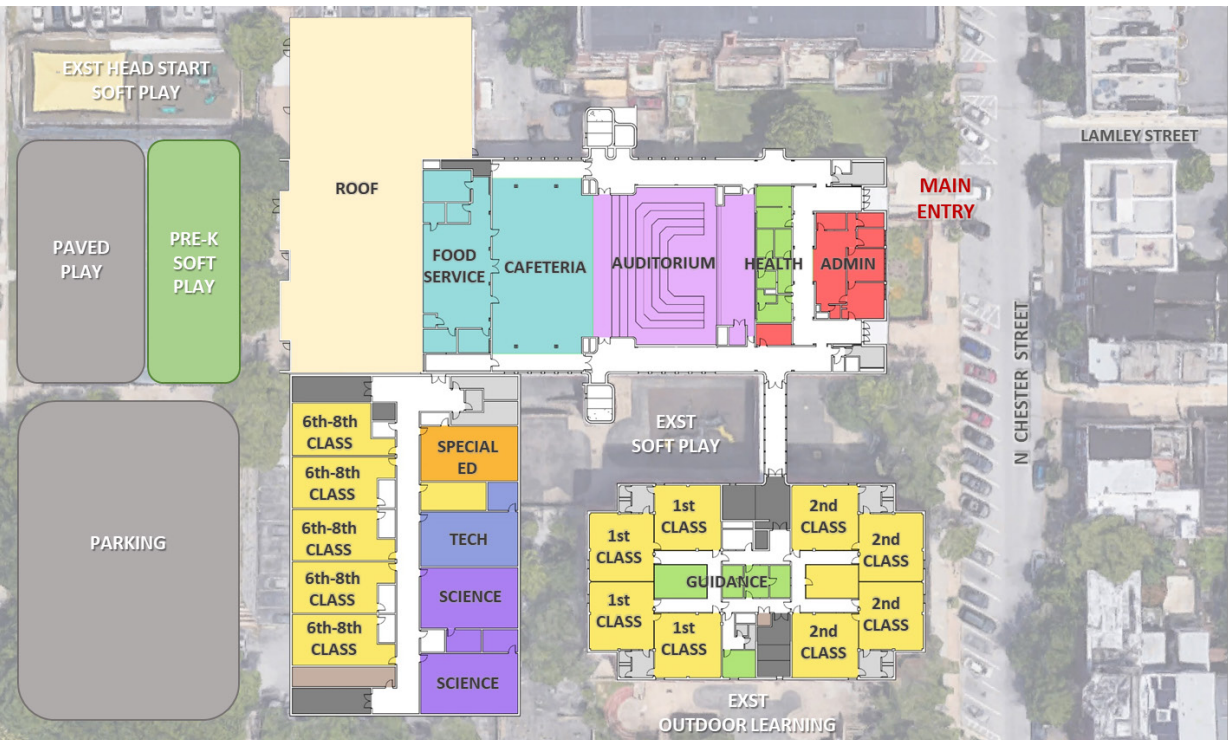 EXST HEAD START
SOFT PLAY
LAMLEY STREET
ROOF
MAIN
ENTRY
PAVED
PLAY
PRE-K
SOFT
PLAY
FOOD
SERVICE
CAFETERIA
AUDITORIUM
HEALTH
ADMIN
N CHESTER STREET
6th-8th
CLASS
6th-8th
CLASS
6th-8th
CLASS
6th-8th
CLASS
6th-8th
CLASS
SPECIAL
ED
TECH
SCIENCE
SCIENCE
PARKING
EXST
SOFT PLAY
1st
CLASS
1st
CLASS
1st
CLASS
1st
CLASS
GUIDANCE
2nd
CLASS
2nd
CLASS
2nd
CLASS
2nd
CLASS
EXST
OUTDOOR LEARNING